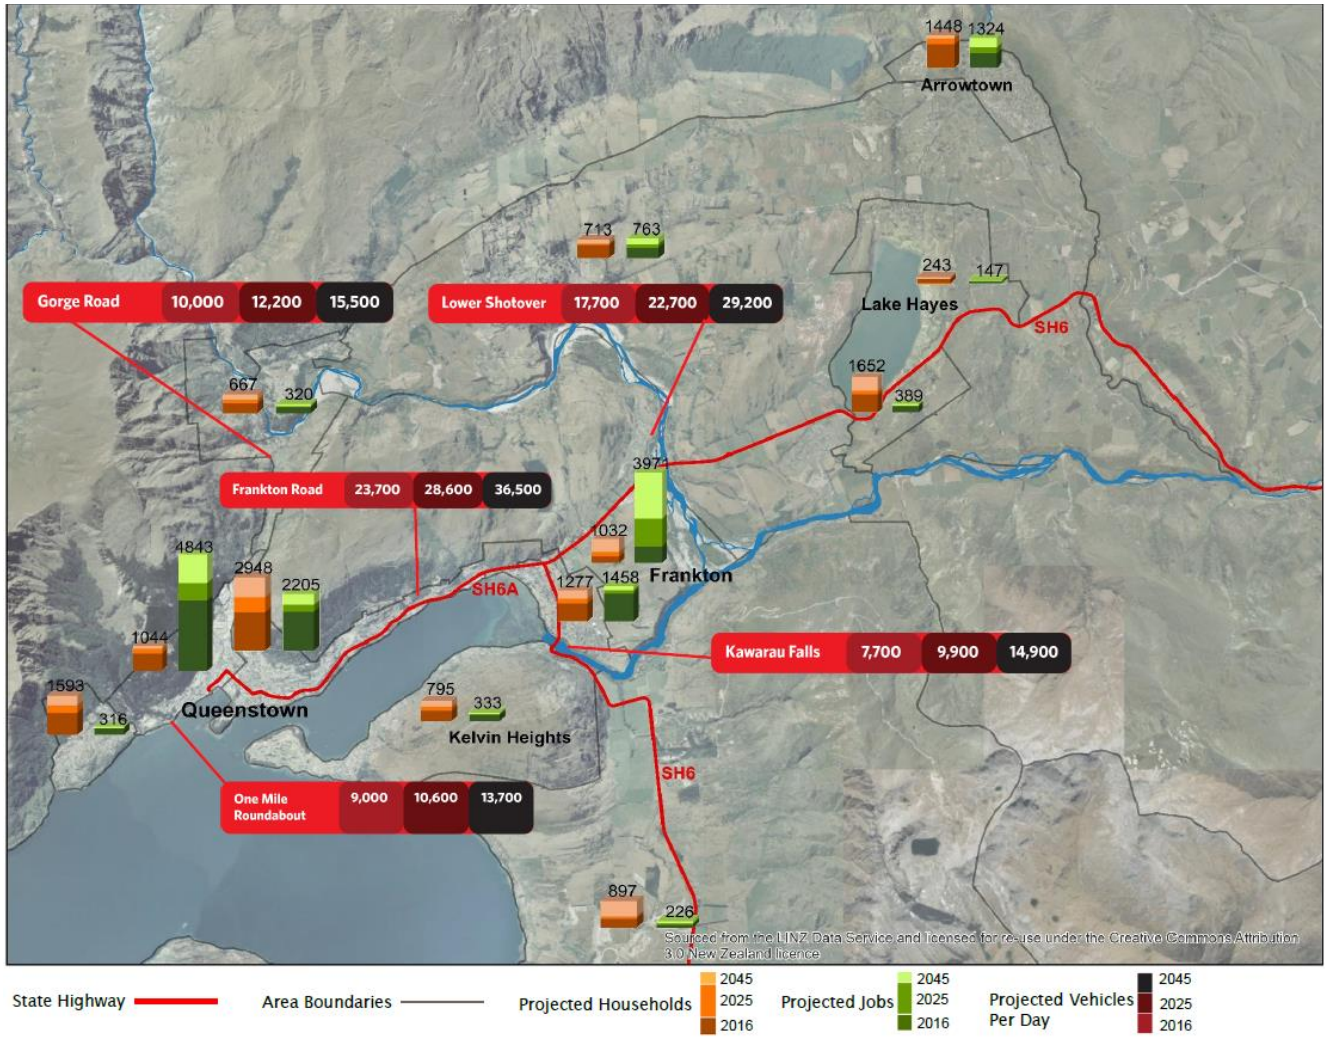 1448 1324
Arrowtown
713 763
243 147
Lake Hayes
Gorge Road 10,000 12,200 15,500
Lower Shotover 17,700 22,700 29,200
SH6
1652
389
667
320
3971
Frankton Road 23,700 28,600 36,500
1032
4843
2948
2205
Frankton
1277 1458
SH6A
1044
Kawarau Falls 7,700 9,900 14,900
1593
316
795 333
Queenstown
Kelvin Heights
SH6
One Mile 9,000 10,600 13,700
Roundabout
897
226
Sourced from the LINZ Data Service and licensed for re-use under the Creative Commons Attribution
3.0 New Zealand licence
State Highway
Area Boundaries
Projected Households
2045
2025
2016
Projected Jobs
2045
2025
2016
Projected Vehicles
Per Day
2045
2025
2016